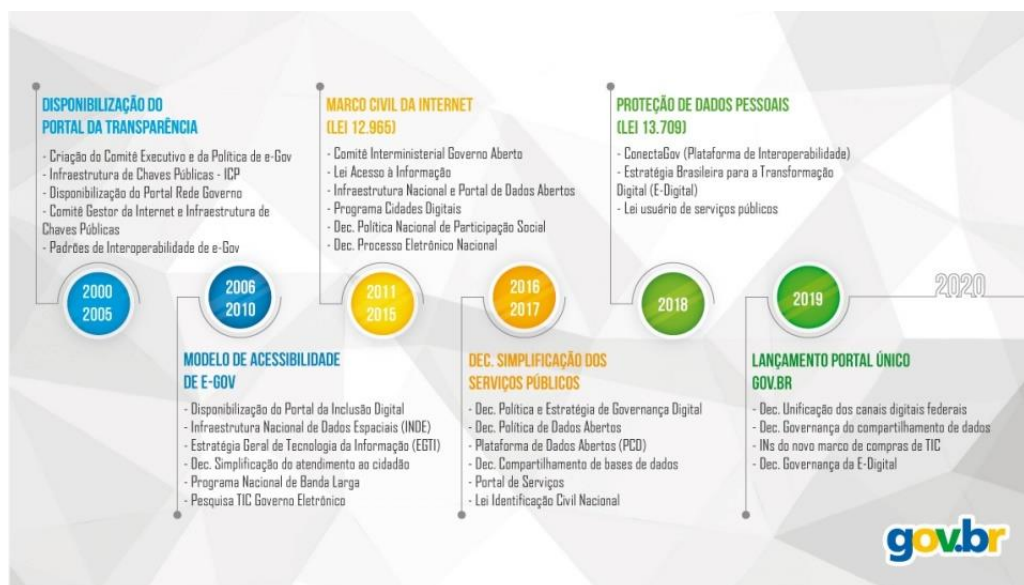 DISPONIBILIZAÇÃO DO
PORTAL DA TRANSPARÊNCIA
- Criação do Comitê Executivo e da Política de e-Gov
- Infraestrutura de Chaves Públicas - ICP
- Disponibilização do Portal Rede Governo
- Comitê Gestor da Internet e Infraestrutura de
Chaves Públicas
- Padrões de Interoperabilidade de e-Gov
2000
2005
2006
2010
MODELO DE ACESSIBILIDADE
DE E-GOV
- Disponibilização do Portal da Inclusão Digital
- Infraestrutura Nacional de Dados Espaciais (INDE)
- Estratégia Geral de Tecnologia da Informação (EGTI)
- Dec. Simplificação do atendimento ao cidadão
- Programa Nacional de Banda Larga
- Pesquisa TIC Governo Eletrônico
MARCO CIVIL DA INTERNET
(LEI 12.965)
- Comitê Interministerial Governo Aberto
- Lei Acesso à Informação
- Infraestrutura Nacional e Portal de Dados Abertos
- Programa Cidades Digitais
- Dec. Política Nacional de Participação Social
- Dec. Processo Eletrônico Nacional
2011
2015
2016
2017
DEC. SIMPLIFICAÇÃO DOS
SERVIÇOS PÚBLICOS
- Dec. Política e Estratégia de Governança Digital
- Dec. Política de Dados Abertos
- Plataforma de Dados Abertos (PCD)
- Dec. Compartilhamento de bases de dados
- Portal de Serviços
- Lei Identificação Civil Nacional
PROTEÇÃO DE DADOS PESSOAIS
(LEI 13.709)
- ConectaGov (Plataforma de Interoperabilidade)
- Estratégia Brasileira para a Transformação
Digital (E-Digital)
- Lei usuário de serviços públicos
2018
2019
LANÇAMENTO PORTAL ÚNICO
GOV.BR
- Dec. Unificação dos canais digitais federais
- Dec. Governança do compartilhamento de dados
- INs do novo marco de compras de TIC
- Dec. Governança da E-Digital
2020
gov.br